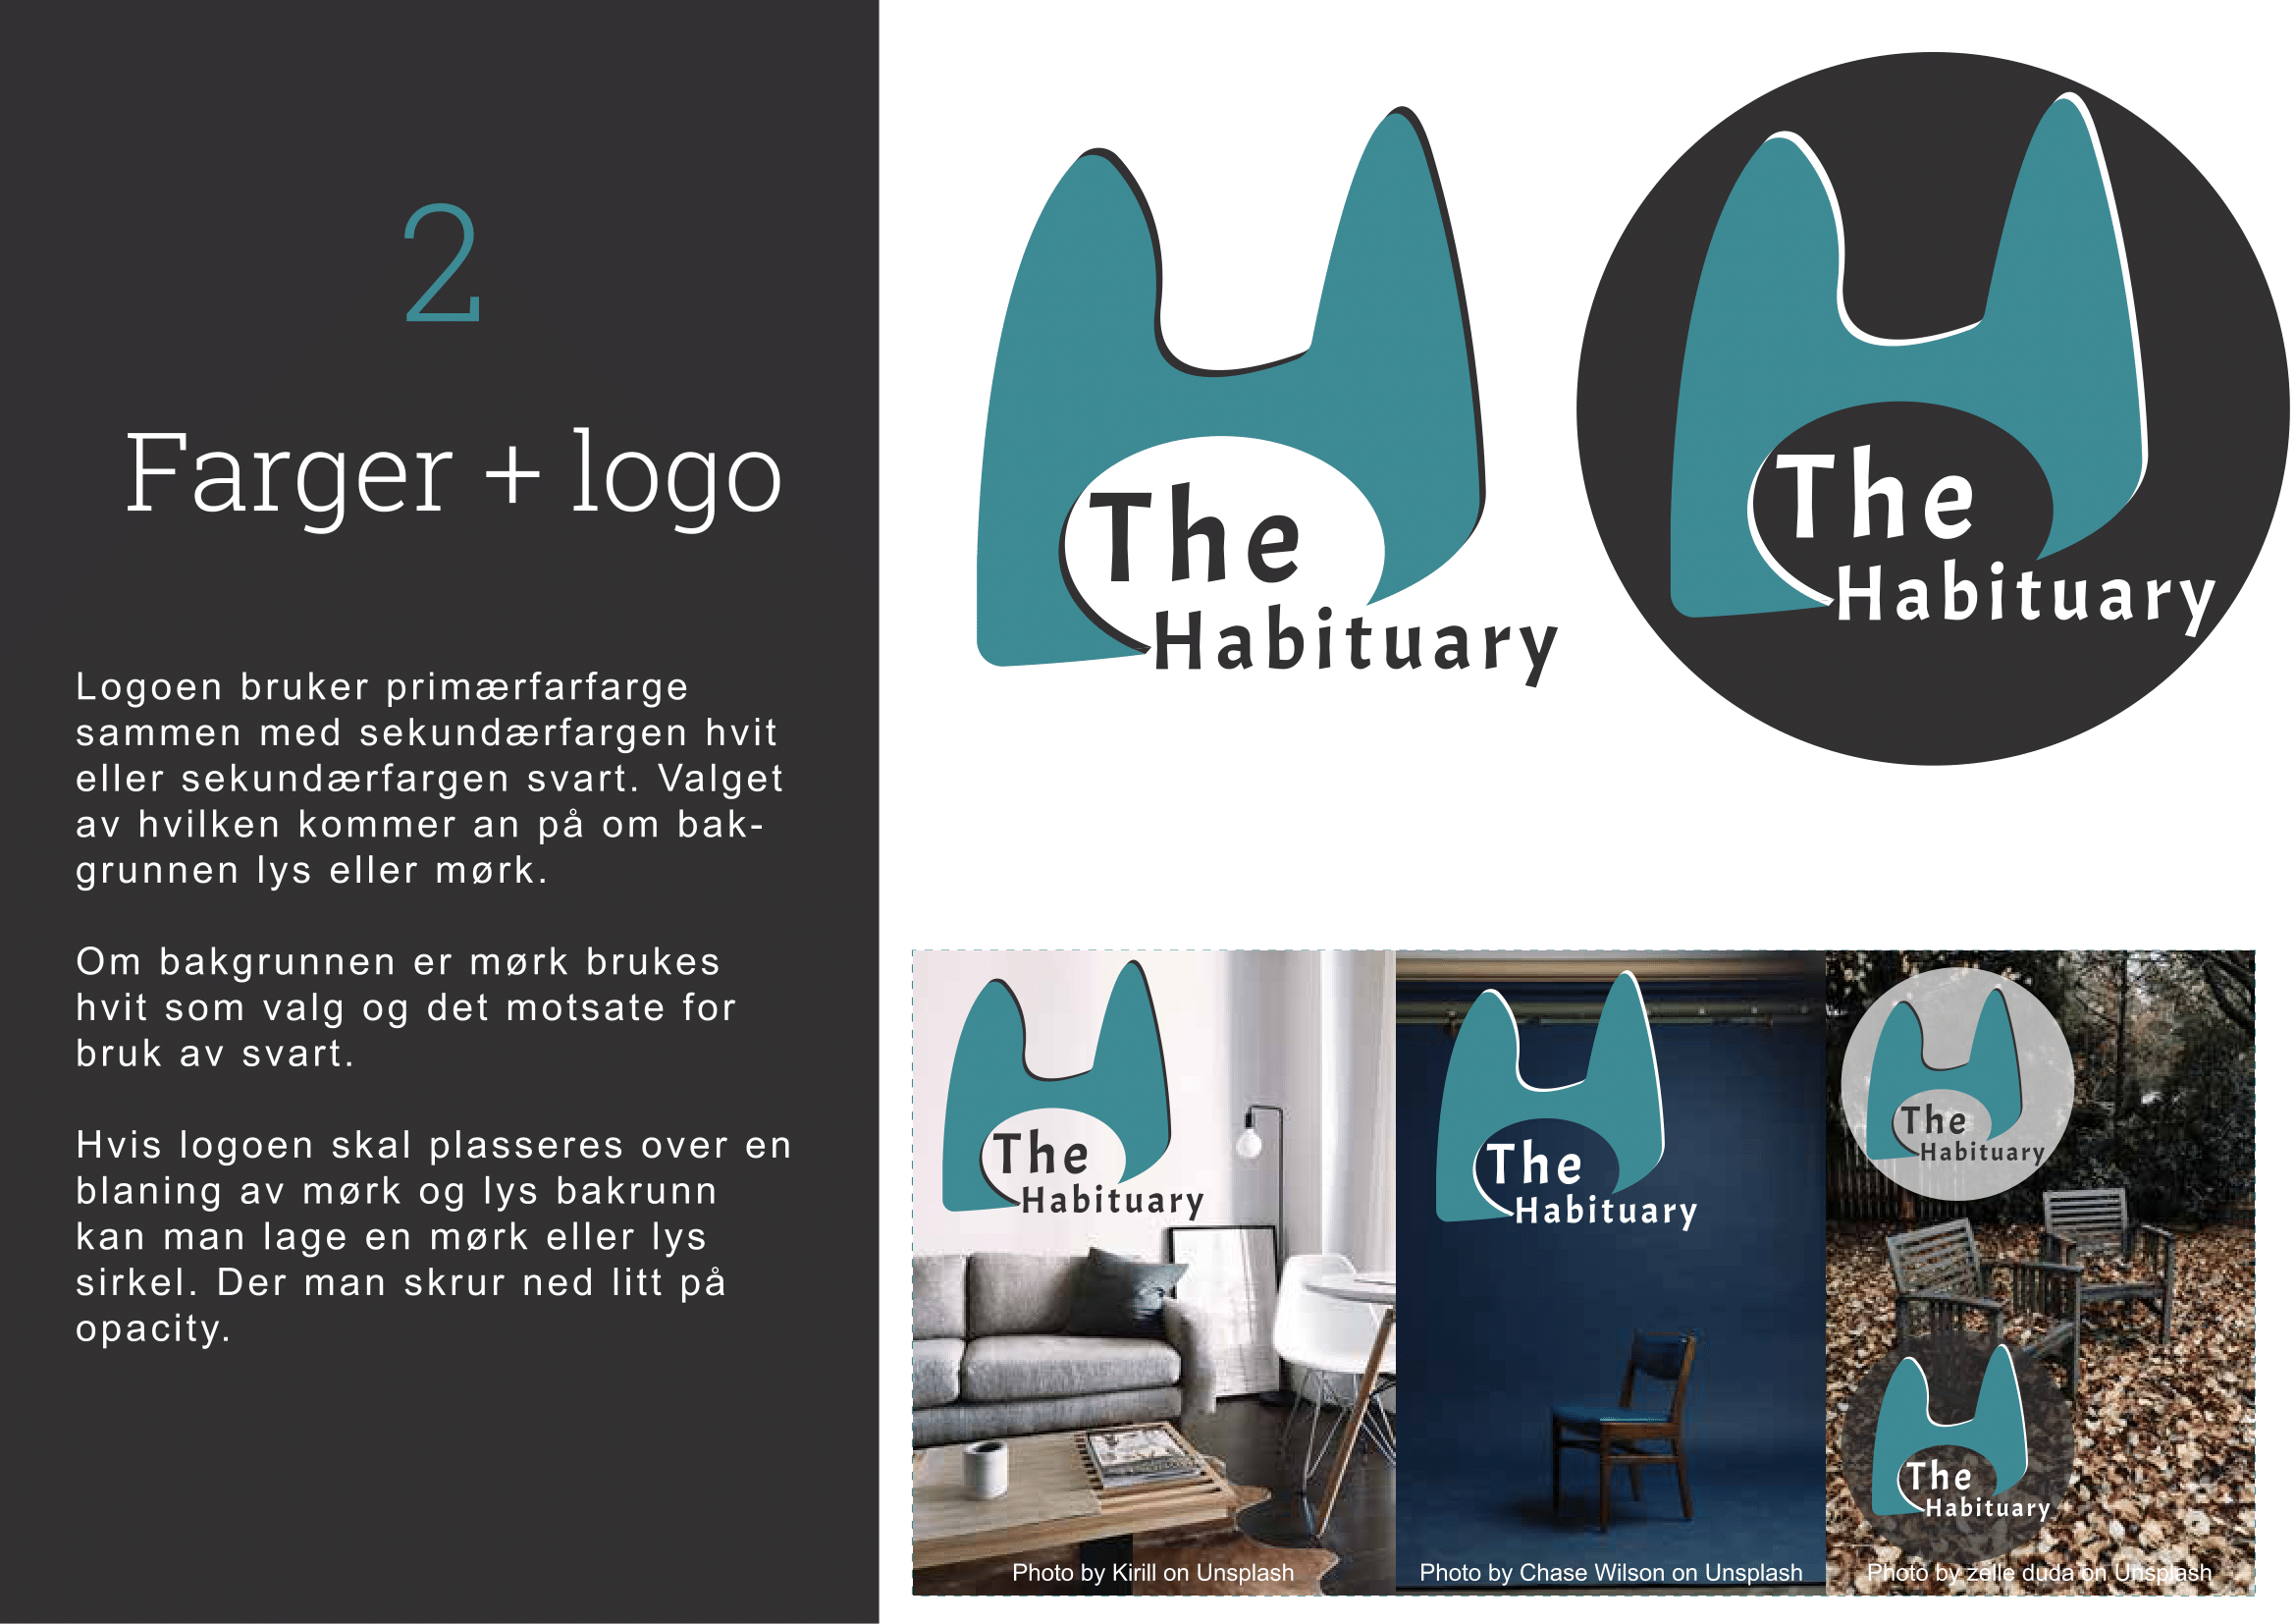 2
Farger + logo
Logoen bruker primærfarfarge
sammen med sekundærfargen hvit
eller sekundærfargen svart. Valget
av hvilken kommer an på om bak-
grunnen lys eller mørk.
Om bakgrunnen er mørk brukes
hvit som valg og det motsate for
bruk av svart.
Hvis logoen skal plasseres over en
blaning av mørk og lys bakrunn
kan man lage en mørk eller lys
sirkel. Der man skrur ned litt på
opacity.
The
Habituary
The
Habituary
The
Habituary
The
Habituary
The
Habituary
The
Habituary
Photo by Kirill on Unsplash
Photo by Chase Wilson on Unsplash
Photo by zelle duda on Unsplash